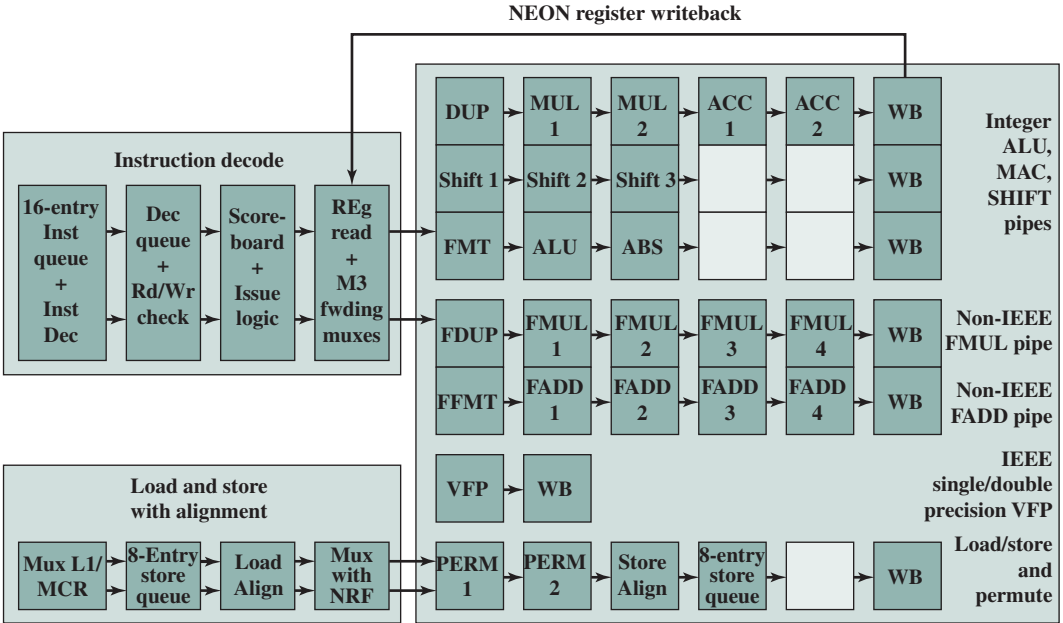 NEON register writeback
Instruction decode
16-entry
Inst
queue
+
Inst
Dec
Dec
queue
+
Rd/Wr
check
Score-
board
+
Issue
logic
REg
read
+
M3
fwding
muxes
DUP
MUL
1
MUL
2
ACC
1
ACC
2
WB
Shift 1
Shift 2
Shift 3
WB
FMT
ALU
ABS
WB
Integer
ALU,
MAC,
SHIFT
pipes
FDUP
FMUL
1
FMUL
2
FMUL
3
FMUL
4
WB
Non-IEEE
FMUL pipe
FFMT
FADD
1
FADD
2
FADD
3
FADD
4
WB
Non-IEEE
FADD pipe
VFP
WB
IEEE
single/double
precision VFP
Load and store
with alignment
Mux L1/
MCR
8-Entry
store
queue
Load
Align
Mux
with
NRF
PERM
1
PERM
2
Store
Align
8-entry
store
queue
WB
Load/store
and
permute